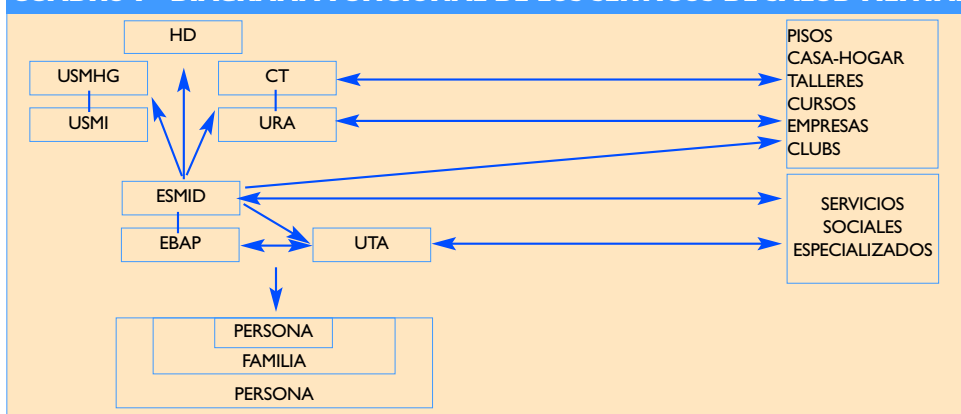 HD
USMHG
CT
USMI
URA
PISOS
CASA-HOGAR
TALLERES
CURSOS
EMPRESAS
CLUBS
ESMID
EBAP
UTA
SERVICIOS
SOCIALES
ESPECIALIZADOS
PERSONA
FAMILIA
PERSONA